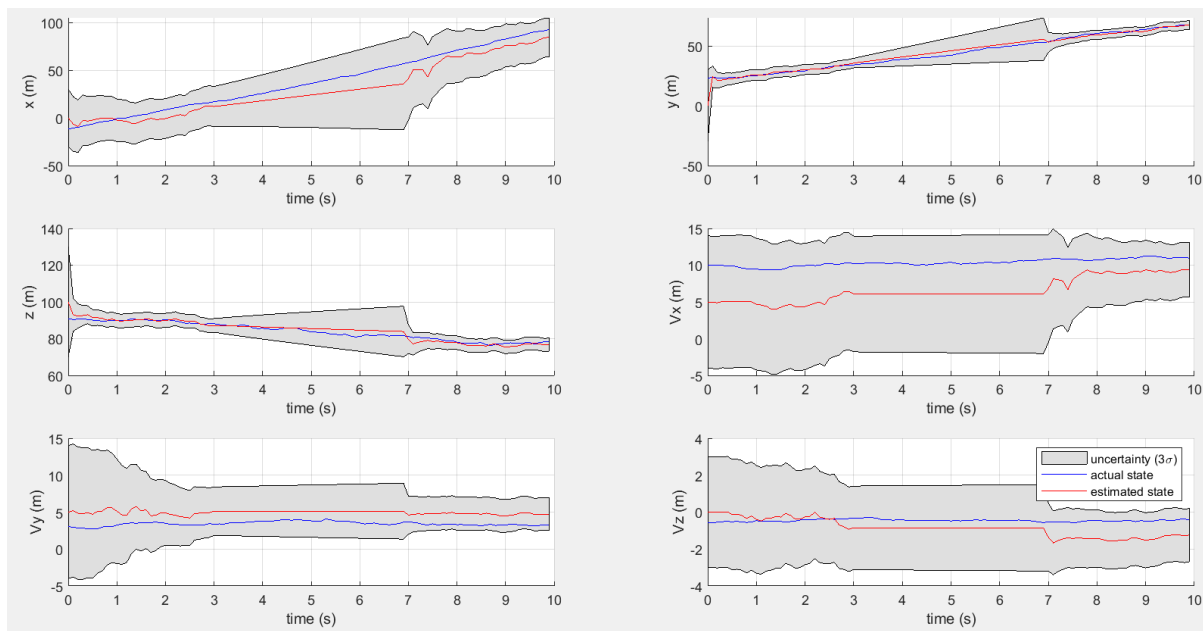 100
50
0
-50
x (m)
0 1 2 3 4 5 6 7 8 9 10
time (s)
50
0
-50
y (m)
0 1 2 3 4 5 6 7 8 9 10
time (s)
140
120
100
80
60
z (m)
0 1 2 3 4 5 6 7 8 9 10
time (s)
15
10
5
0
-5
Vx (m)
0 1 2 3 4 5 6 7 8 9 10
time (s)
15
10
5
0
-5
Vy (m)
0 1 2 3 4 5 6 7 8 9 10
time (s)
4
2
0
-2
-4
Vz (m)
0 1 2 3 4 5 6 7 8 9 10
time (s)
uncertainty (3σ)
actual state
estimated state